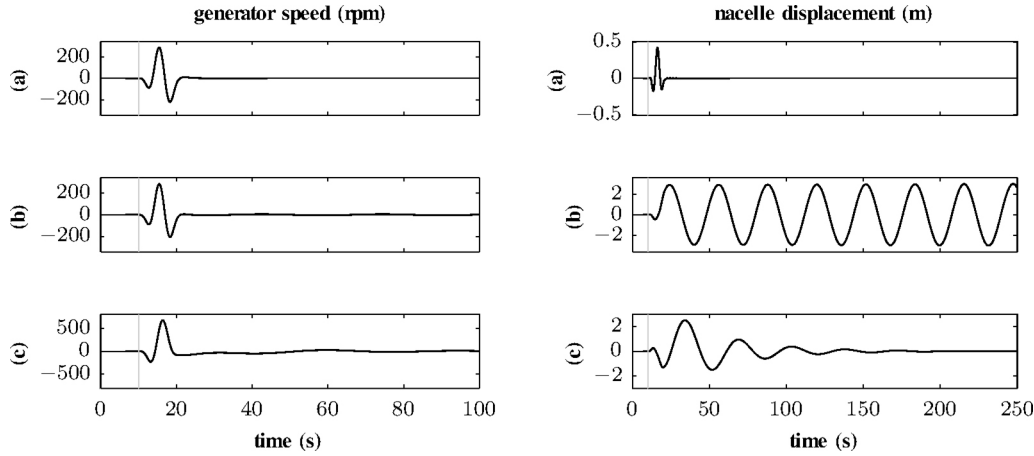 generator speed (rpm)
200
0
−200
(a)
200
0
−200
(b)
500
0
−500
(c)
0 20 40 60 80 100
time (s)
nacelle displacement (m)
0.5
0
−0.5
(a)
2
0
−2
(b)
2
0
−2
(c)
0 50 100 150 200 250
time (s)